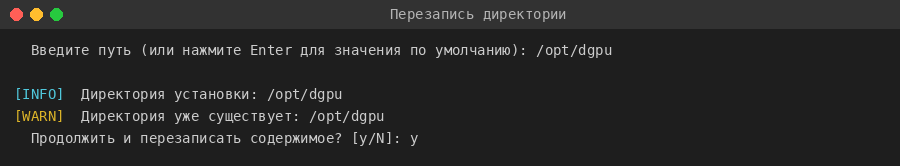 Перезапись директории
Введите путь (или нажмите Enter для значения по умолчанию): /opt/dgpu
[INFO]  Директория установки: /opt/dgpu
[WARN]  Директория уже существует: /opt/dgpu
Продолжить и перезаписать содержимое? [y/N]: y